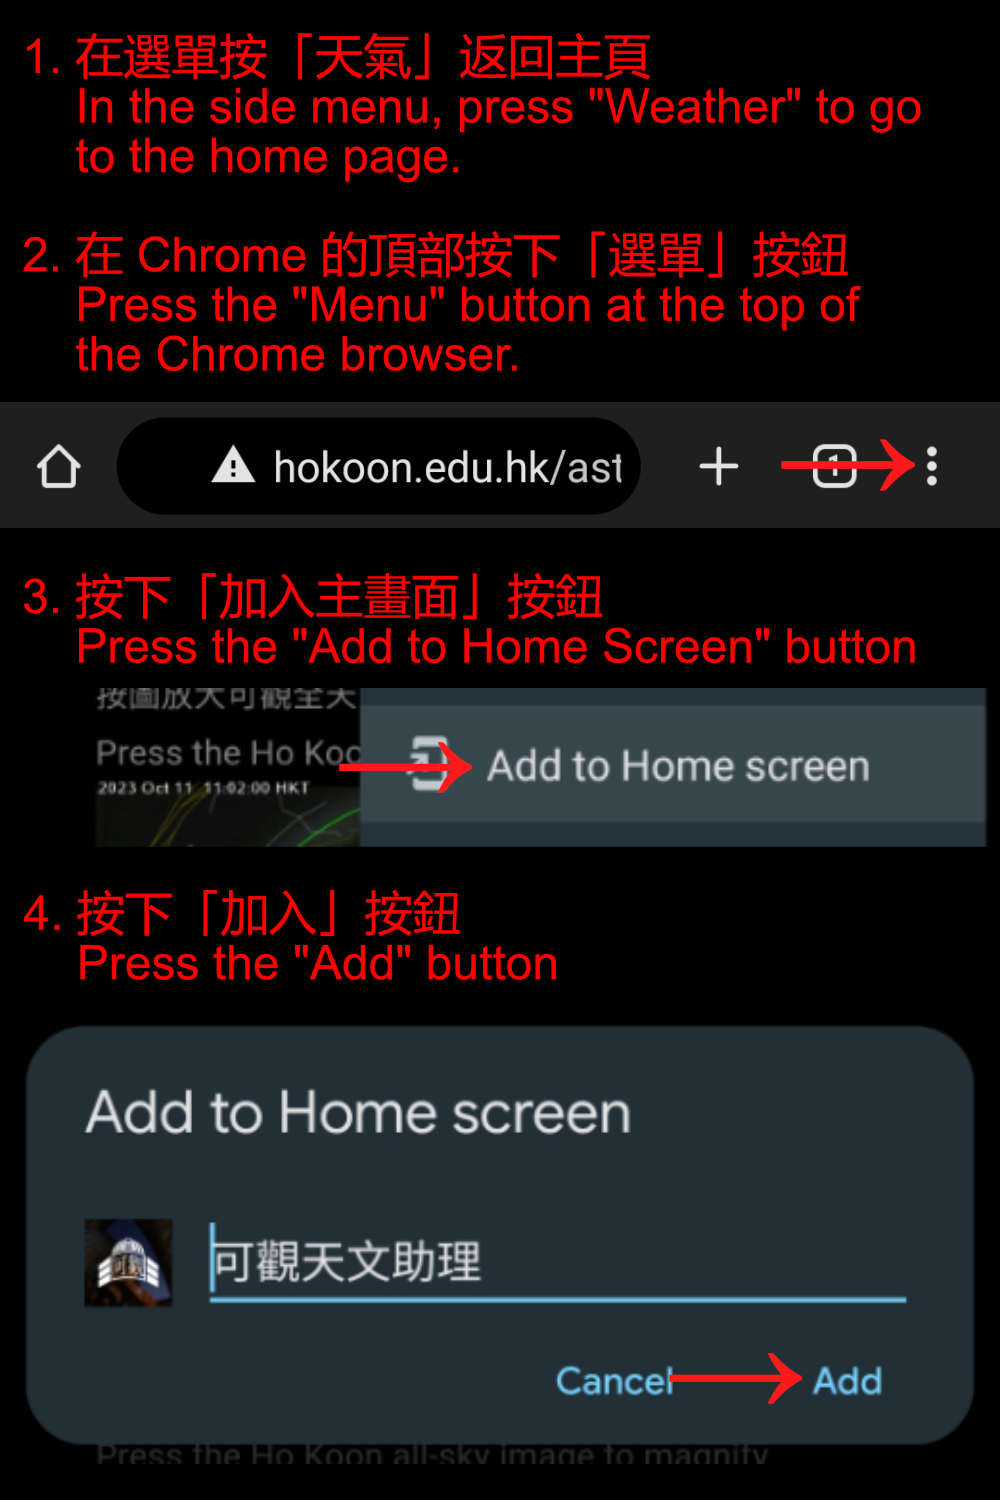 1. 在選單按「天氣」返回主頁
In the side menu, press "Weather" to go
to the home page.
2. 在 Chrome 的頂部按下「選單」按鈕
Press the "Menu" button at the top of
the Chrome browser.
hokoon.edu.hk/ast
1
3. 按下「加入主畫面」按鈕
Press the "Add to Home Screen" button
按圖放大可觀全天
Press the Ho Koo
2023 Oct 11 11:02:00 HKT
Add to Home screen
4. 按下「加入」按鈕
Press the "Add" button
Add to Home screen
可觀
可觀天文助理
Cancel
Add
Press the Ho Koon all-sky image to magnify